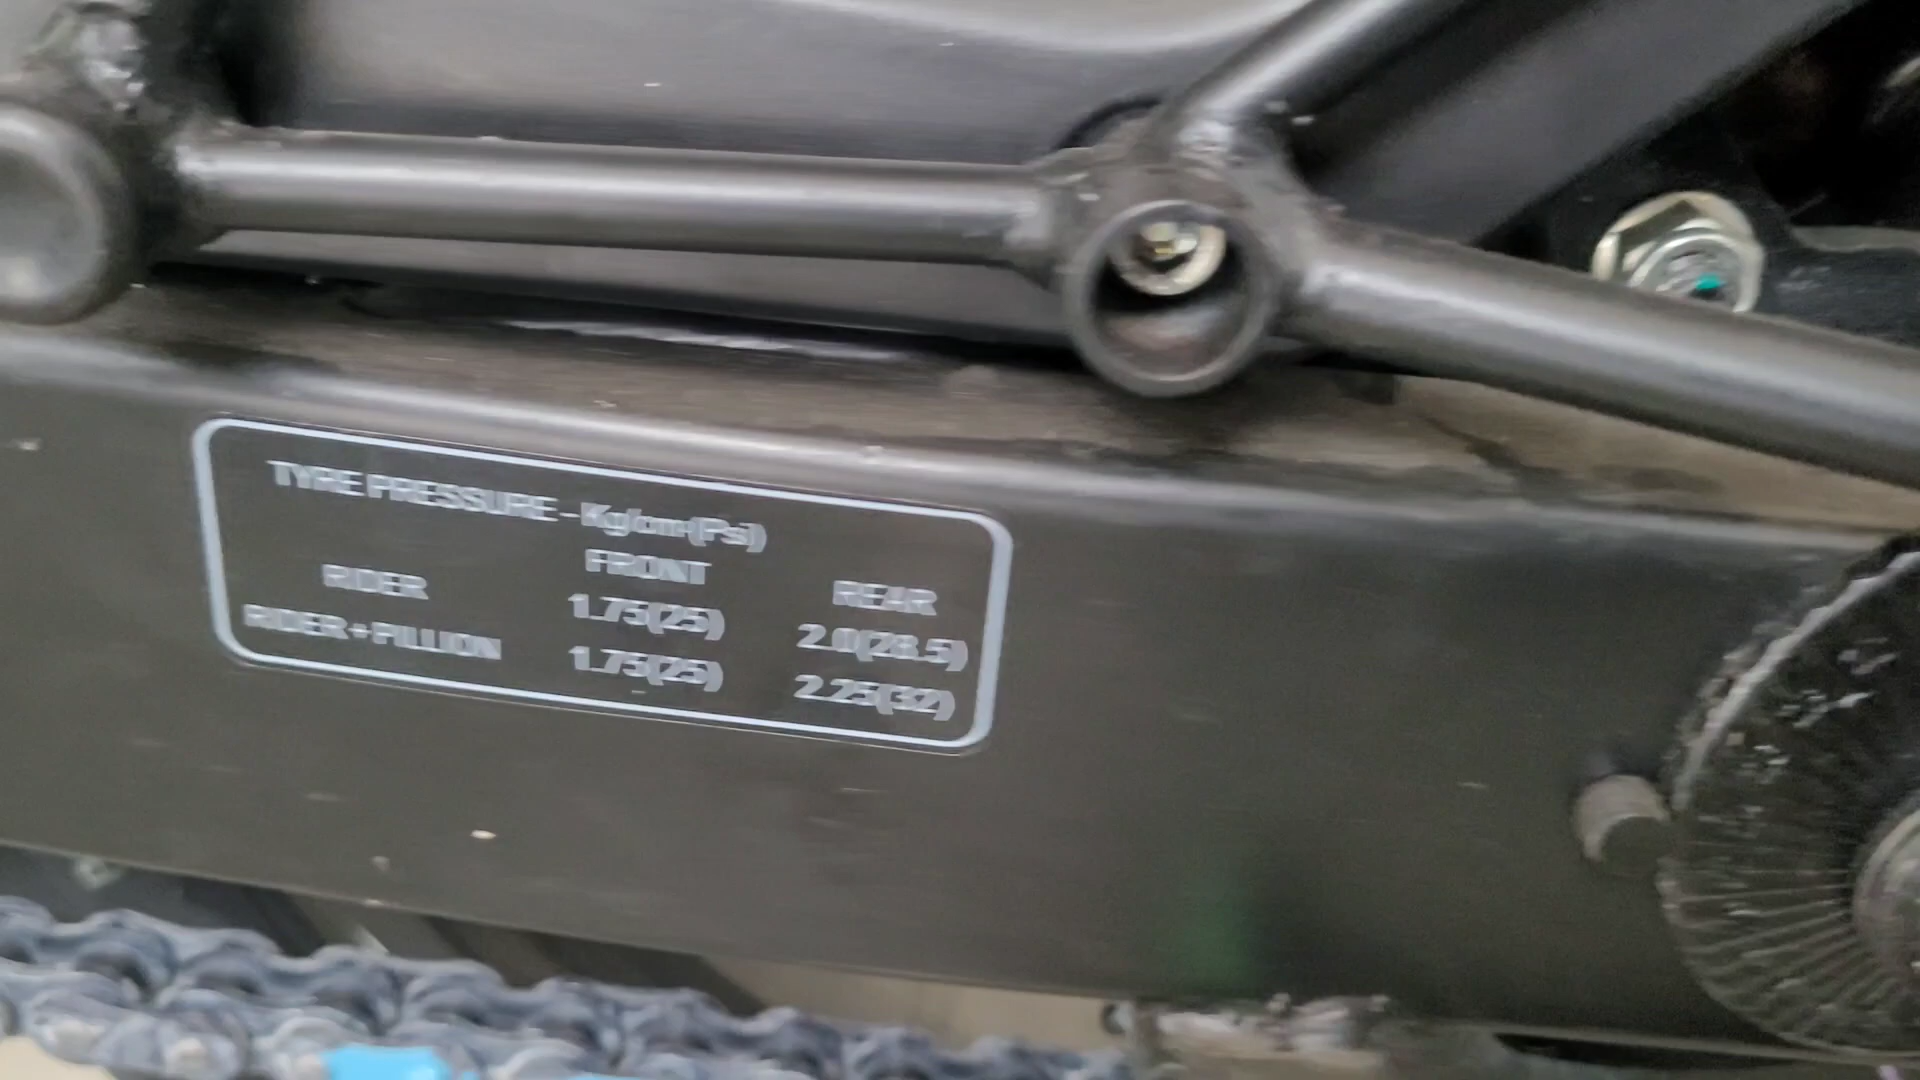 TYRE PRESSURE - Kg/cm²(Psi)
FRONT REAR
RIDER 1.75(25) 2.0(28.5)
RIDER+PILLION 1.75(25) 2.25(32)